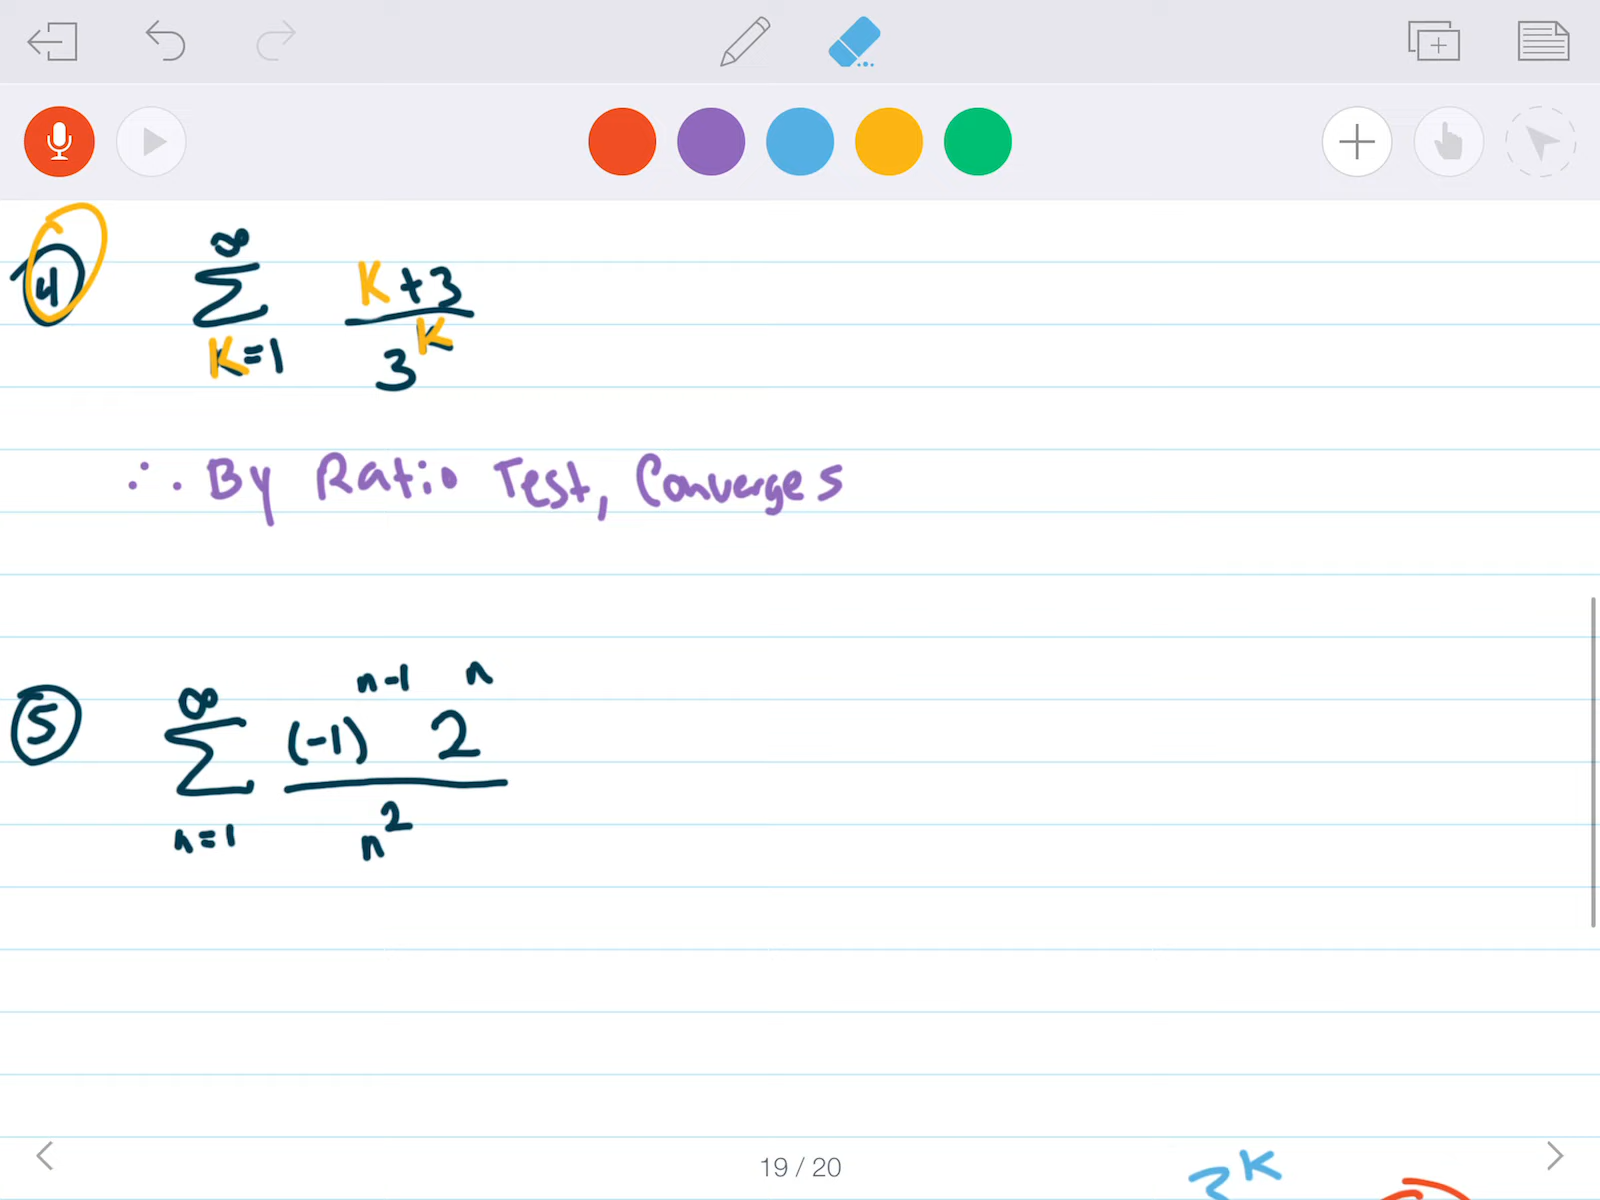 ④ ∞ Σ K=1 K+3 / 3^K
∴ By Ratio Test, Converges
⑤ ∞ Σ n=1 (-1)^n-1 2^n / n^2
19 / 20
3^K